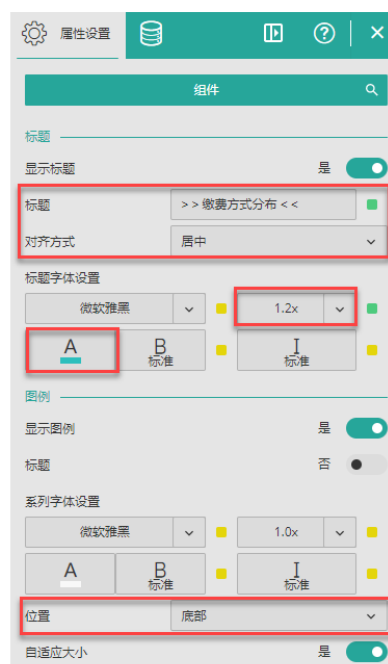 属性设置
组件
标题
显示标题 是
标题 > > 缴费方式分布 < <
对齐方式 居中
标题字体设置
微软雅黑 1.2x
A B I
标准 标准
图例
显示图例 是
标题 否
系列字体设置
微软雅黑 1.0x
A B I
标准 标准
位置 底部
自适应大小 是